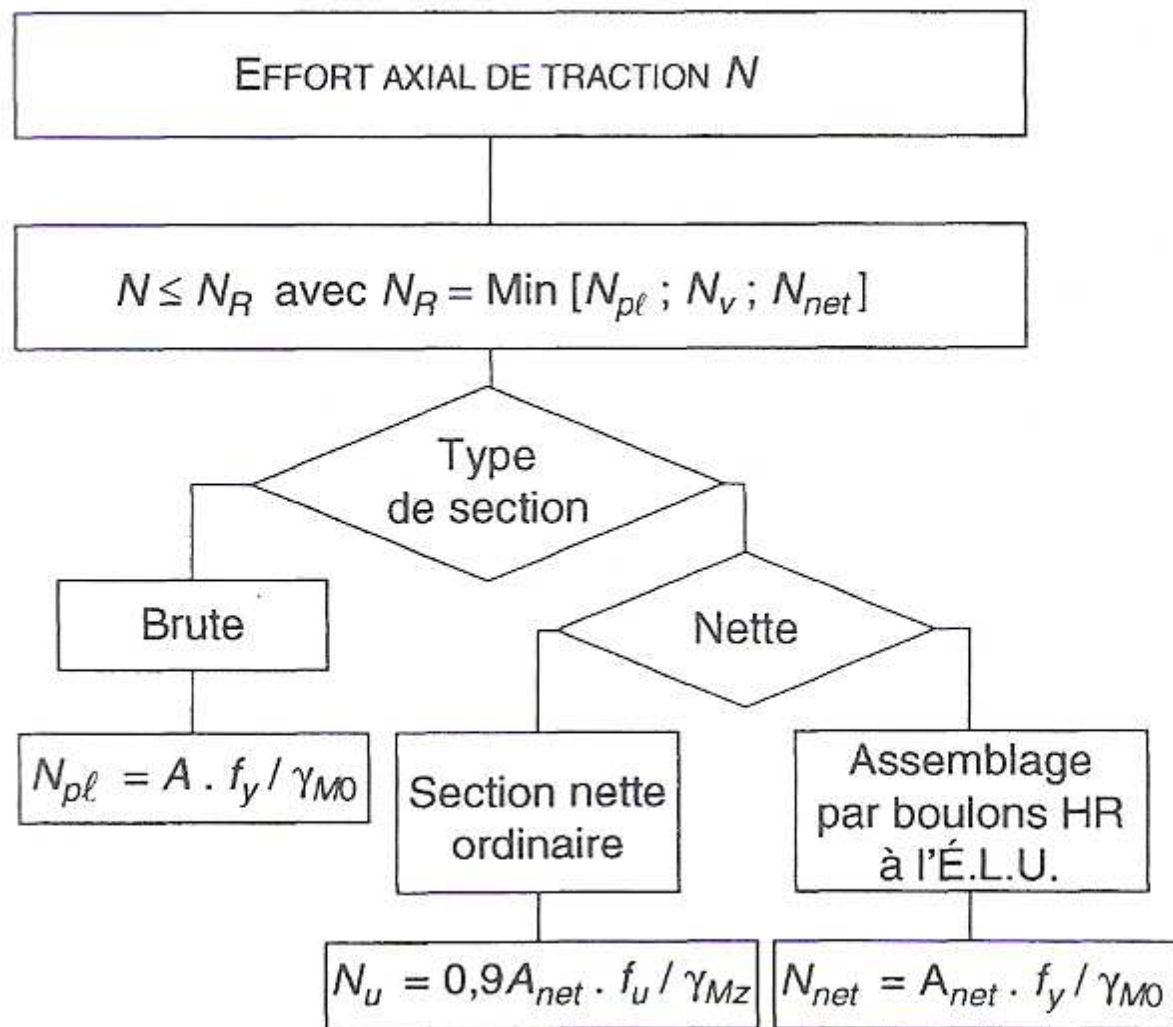 EFFORT AXIAL DE TRACTION N
N ≤ N_R avec N_R = Min [N_pℓ ; N_v ; N_net]
Type
de section
Brute
Nette
N_pℓ = A . f_y / γ_M0
Section nette
ordinaire
Assemblage
par boulons HR
à l'É.L.U.
N_u = 0,9A_net . f_u / γ_Mz
N_net = A_net . f_y / γ_M0